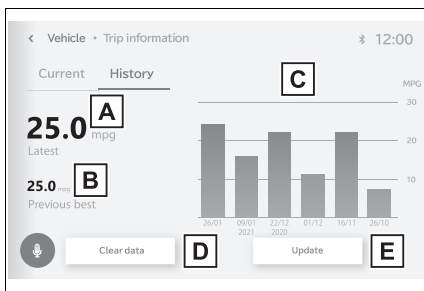 < Vehicle • Trip information
12:00
Current History
A
C
MPG
30
25.0 mpg
Latest
20
B
25.0 mpg
Previous best
10
26/01 09/01 22/12 01/12 16/11 26/10
2021 2020
Clear data
D
Update
E